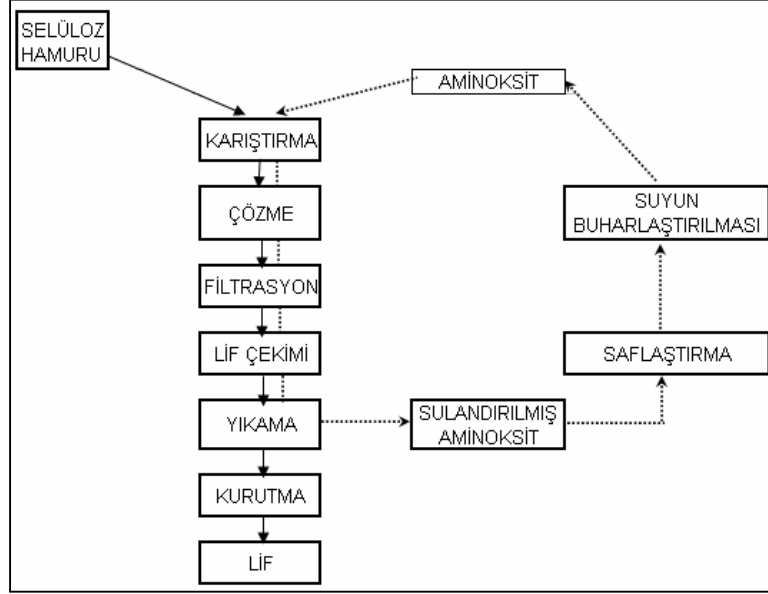 SELÜLOZ
HAMURU
AMİNOKSİT
KARIŞTIRMA
ÇÖZME
SUYUN
BUHARLAŞTIRILMASI
FİLTRASYON
LİF ÇEKİMİ
SAFLAŞTIRMA
YIKAMA
SULANDIRILMIŞ
AMİNOKSİT
KURUTMA
LİF